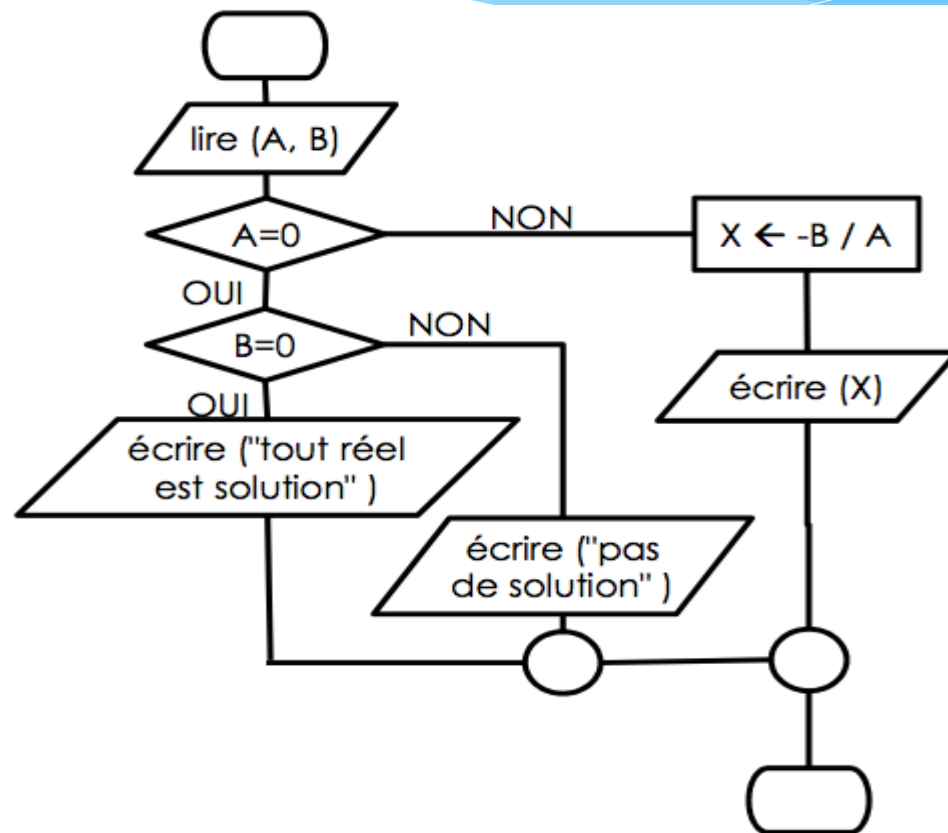 lire (A, B)
A=0
NON
X ← -B / A
OUI
B=0
NON
écrire (X)
OUI
écrire ("tout réel
est solution" )
écrire ("pas
de solution" )